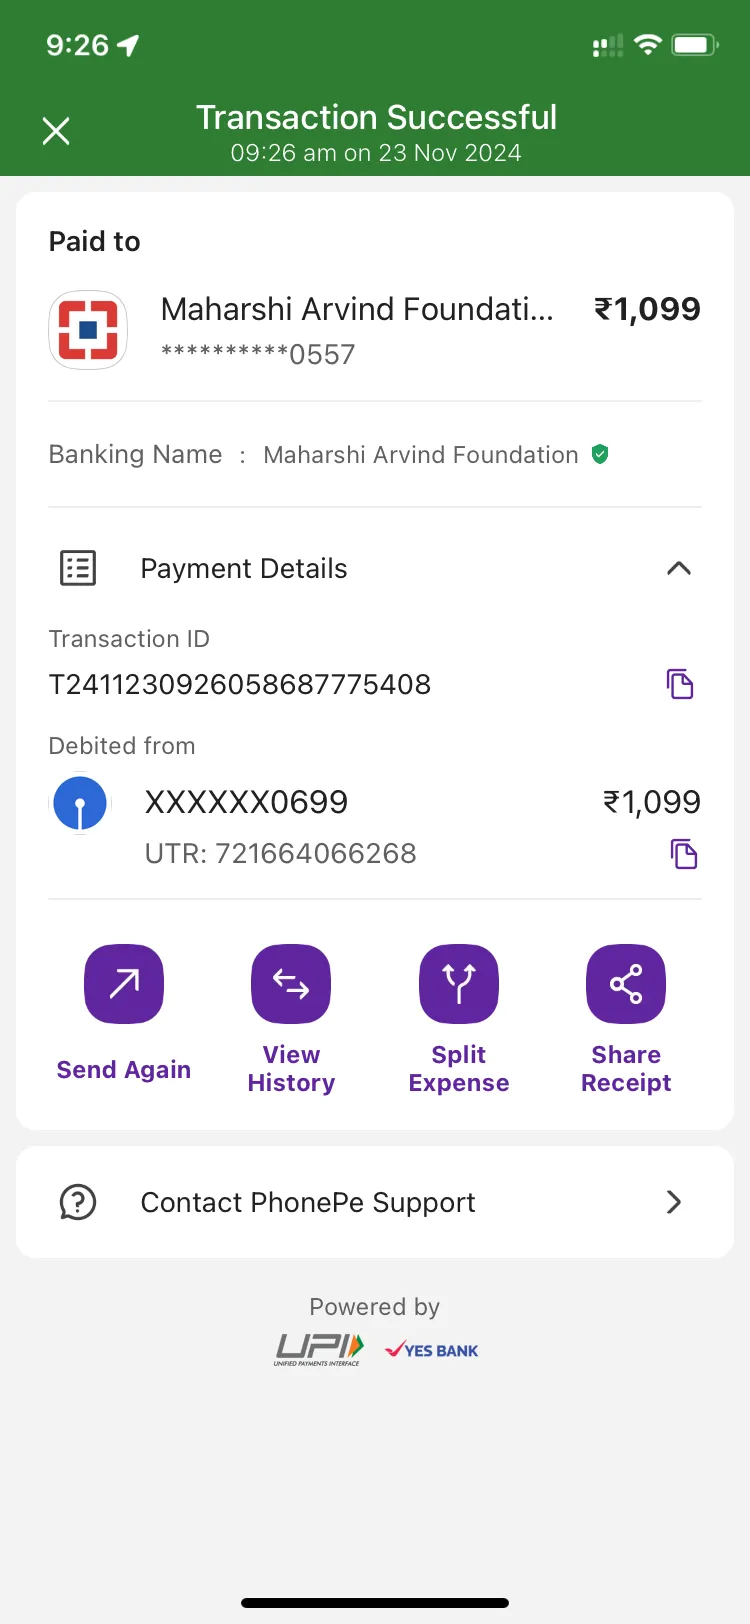 9:26
Transaction Successful
09:26 am on 23 Nov 2024
Paid to
Maharshi Arvind Foundati... ₹1,099
**********0557
Banking Name : Maharshi Arvind Foundation
Payment Details
Transaction ID
T2411230926058687775408
Debited from
XXXXXX0699 ₹1,099
UTR: 721664066268
Send Again
View History
Split Expense
Share Receipt
Contact PhonePe Support
Powered by
UPI YES BANK
UNIFIED PAYMENTS INTERFACE